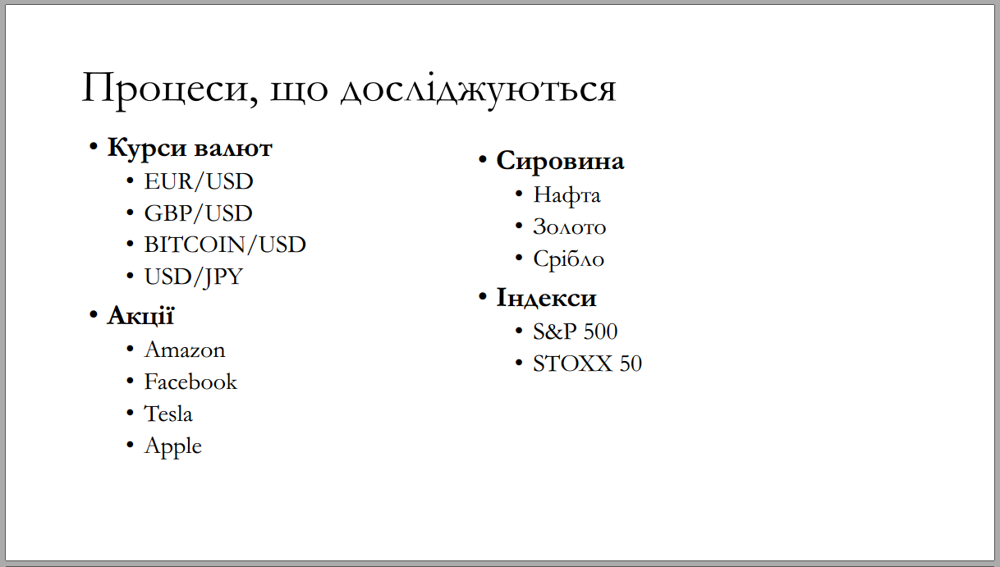 Процеси, що досліджуються
• Курси валют
• EUR/USD
• GBP/USD
• BITCOIN/USD
• USD/JPY
• Акції
• Amazon
• Facebook
• Tesla
• Apple
• Сировина
• Нафта
• Золото
• Срібло
• Індекси
• S&P 500
• STOXX 50